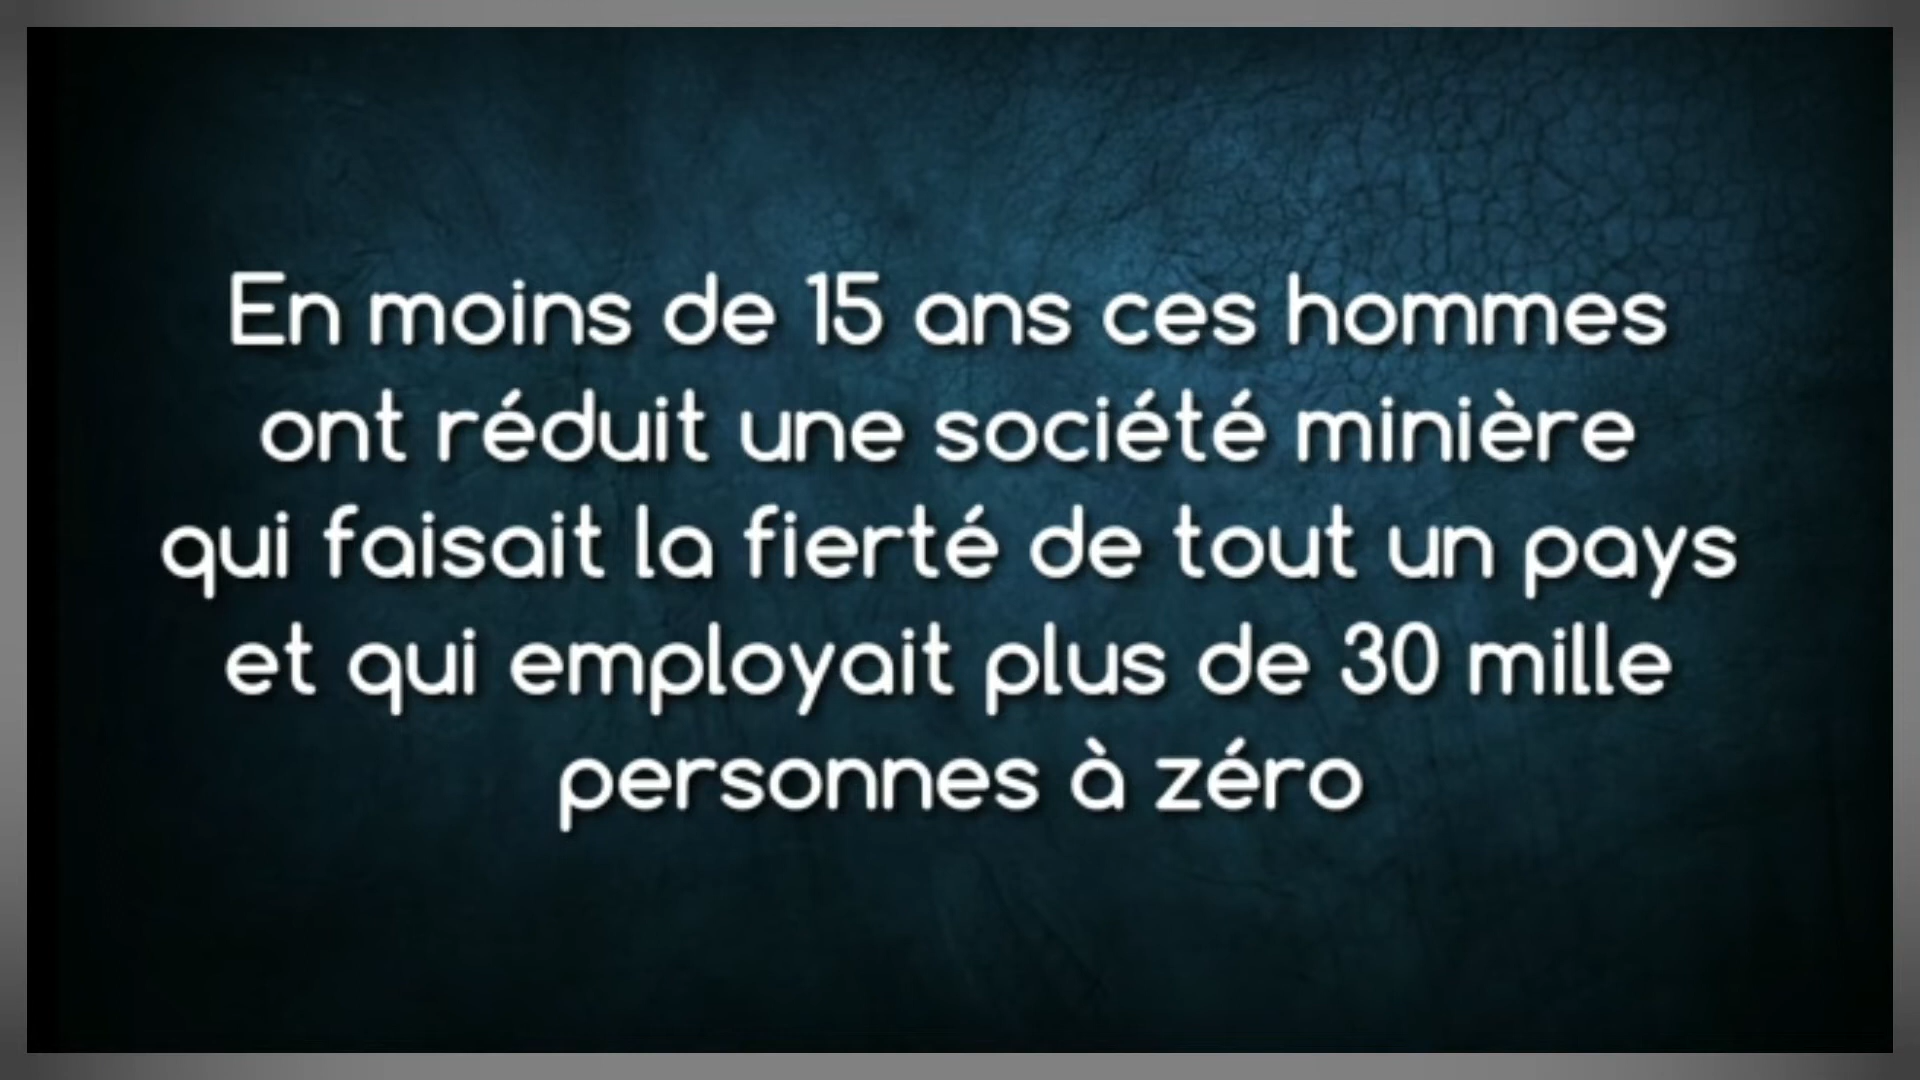 En moins de 15 ans ces hommes
ont réduit une société minière
qui faisait la fierté de tout un pays
et qui employait plus de 30 mille
personnes à zéro